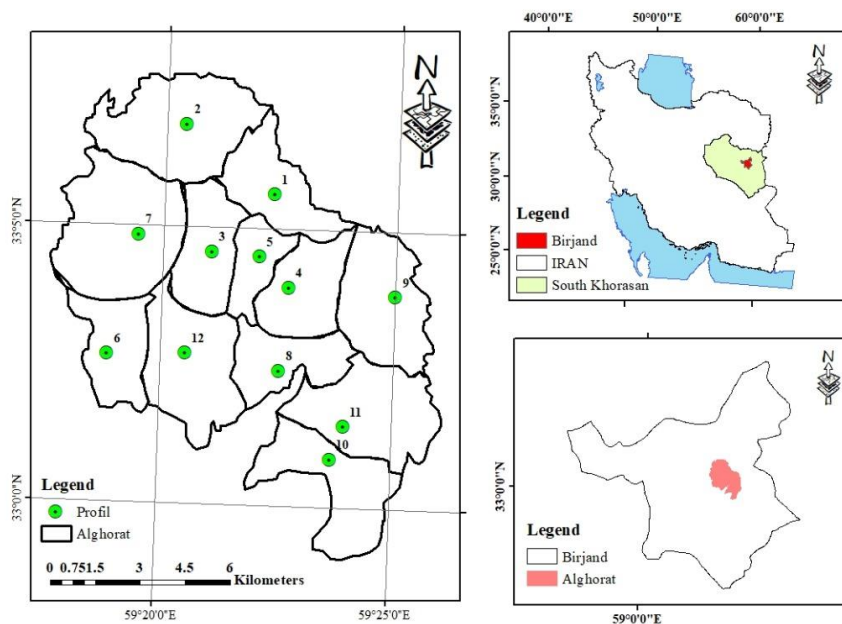 N
2
1
7
3
5
4
9
6
12
8
11
10
33°5'0"N
33°0'0"N
Legend
Profil
Alghorat
0 0.751.5 3 4.5 6
Kilometers
59°20'0"E
59°25'0"E
40°0'0"E
50°0'0"E
60°0'0"E
N
35°0'0"N
30°0'0"N
25°0'0"N
Legend
Birjand
IRAN
South Khorasan
N
33°0'0"N
Legend
Birjand
Alghorat
59°0'0"E